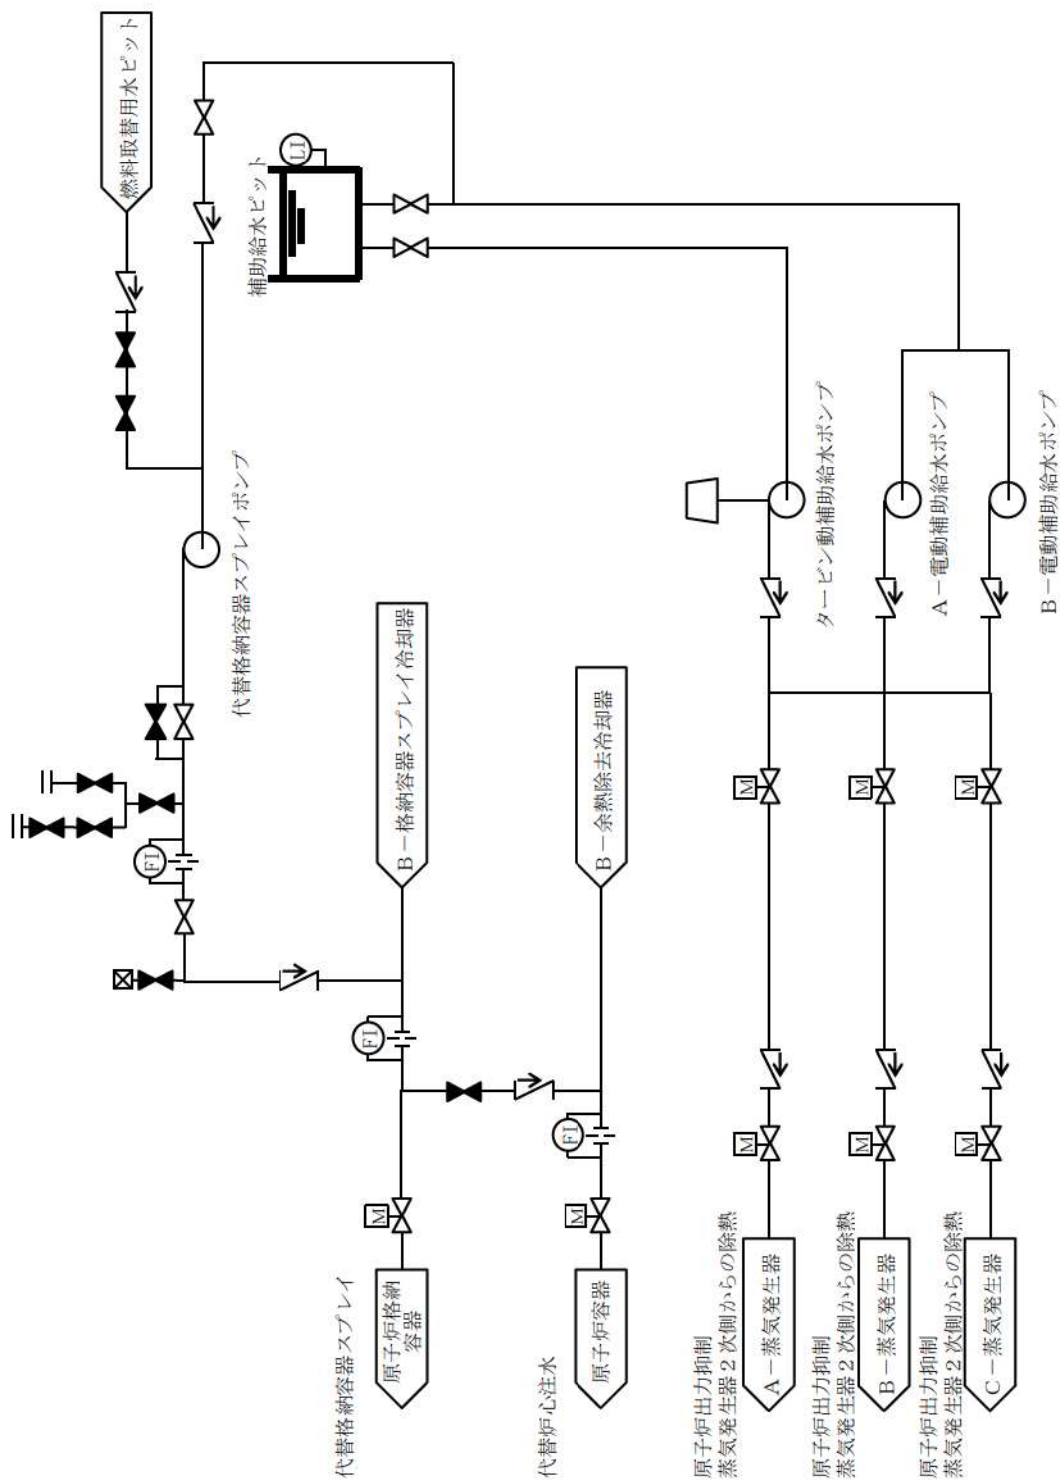 燃料取替用水ピット
補助給水ピット
LI
代替格納容器スプレイポンプ
FI
B－格納容器スプレイ冷却器
FI
B－余熱除去冷却器
FI
M
M
代替格納容器スプレイ
原子炉格納
容器
代替炉心注水
原子炉容器
タービン動補助給水ポンプ
A－電動補助給水ポンプ
B－電動補助給水ポンプ
M
M
M
M
M
M
原子炉出力抑制
蒸気発生器２次側からの除熱
A－蒸気発生器
原子炉出力抑制
蒸気発生器２次側からの除熱
B－蒸気発生器
原子炉出力抑制
蒸気発生器２次側からの除熱
C－蒸気発生器